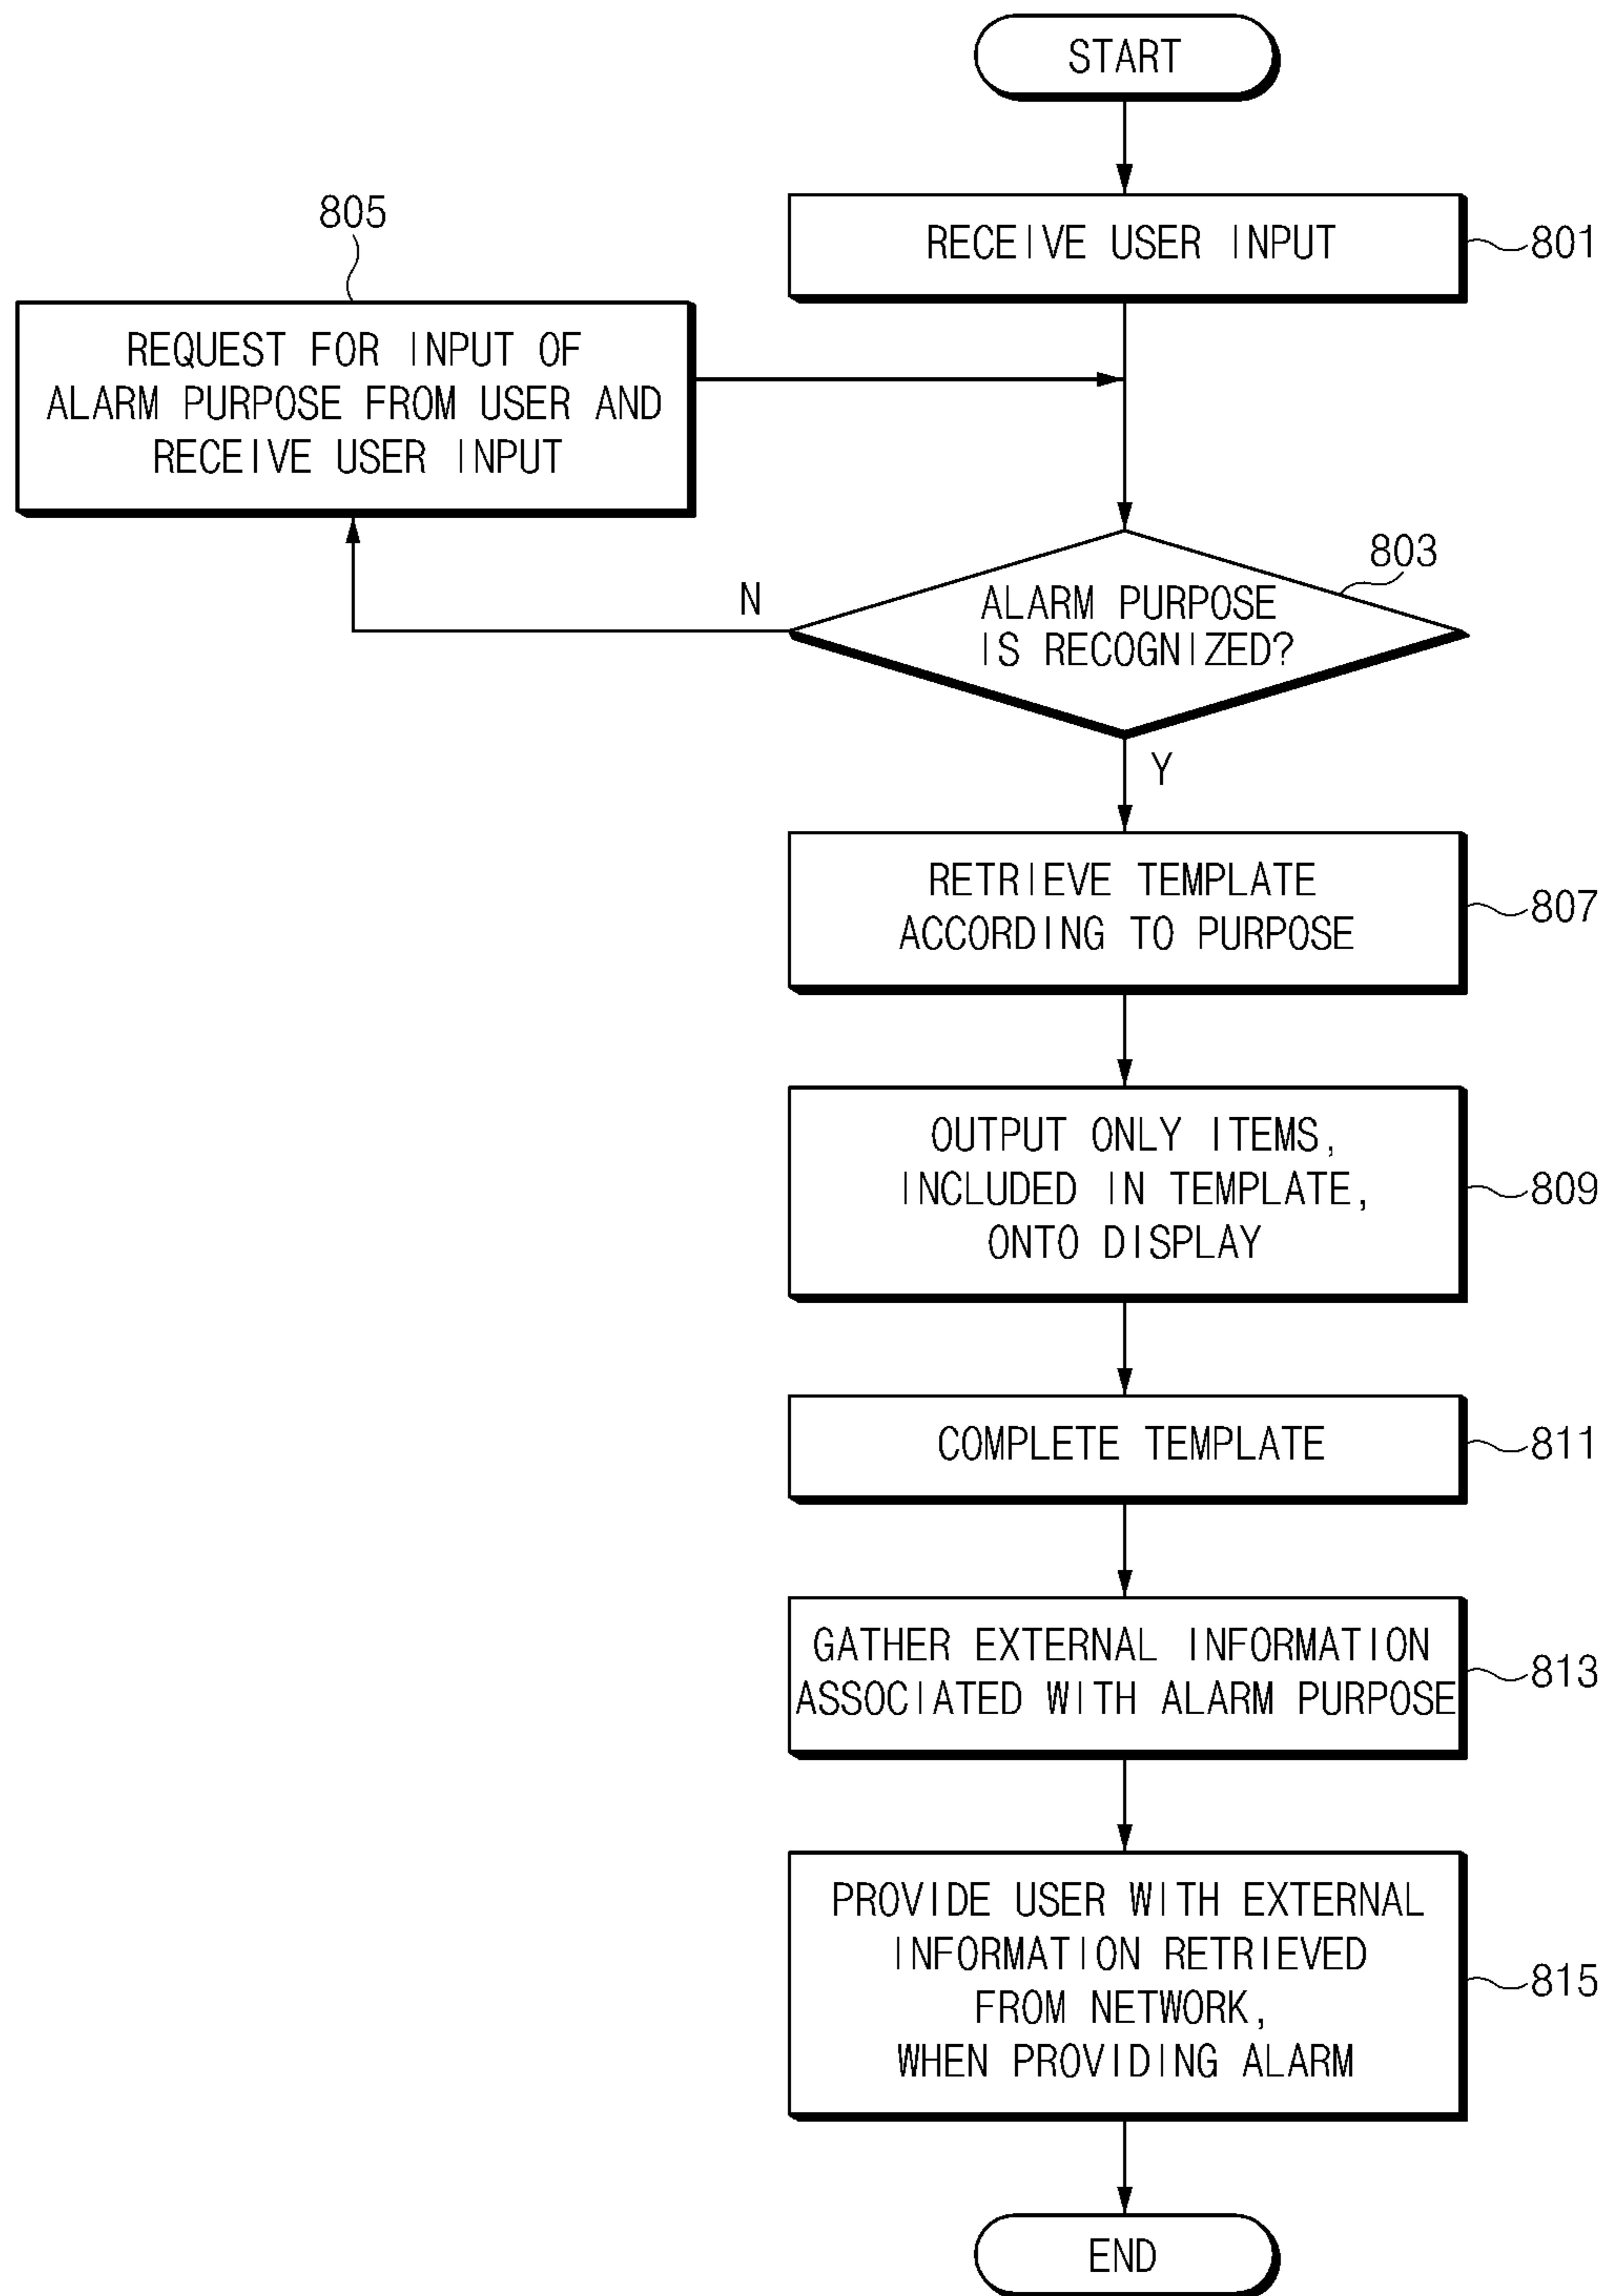 START
RECEIVE USER INPUT
801
805
REQUEST FOR INPUT OF
ALARM PURPOSE FROM USER AND
RECEIVE USER INPUT
803
ALARM PURPOSE
IS RECOGNIZED?
N
Y
RETRIEVE TEMPLATE
ACCORDING TO PURPOSE
807
OUTPUT ONLY ITEMS,
INCLUDED IN TEMPLATE,
ONTO DISPLAY
809
COMPLETE TEMPLATE
811
GATHER EXTERNAL INFORMATION
ASSOCIATED WITH ALARM PURPOSE
813
PROVIDE USER WITH EXTERNAL
INFORMATION RETRIEVED
FROM NETWORK,
WHEN PROVIDING ALARM
815
END